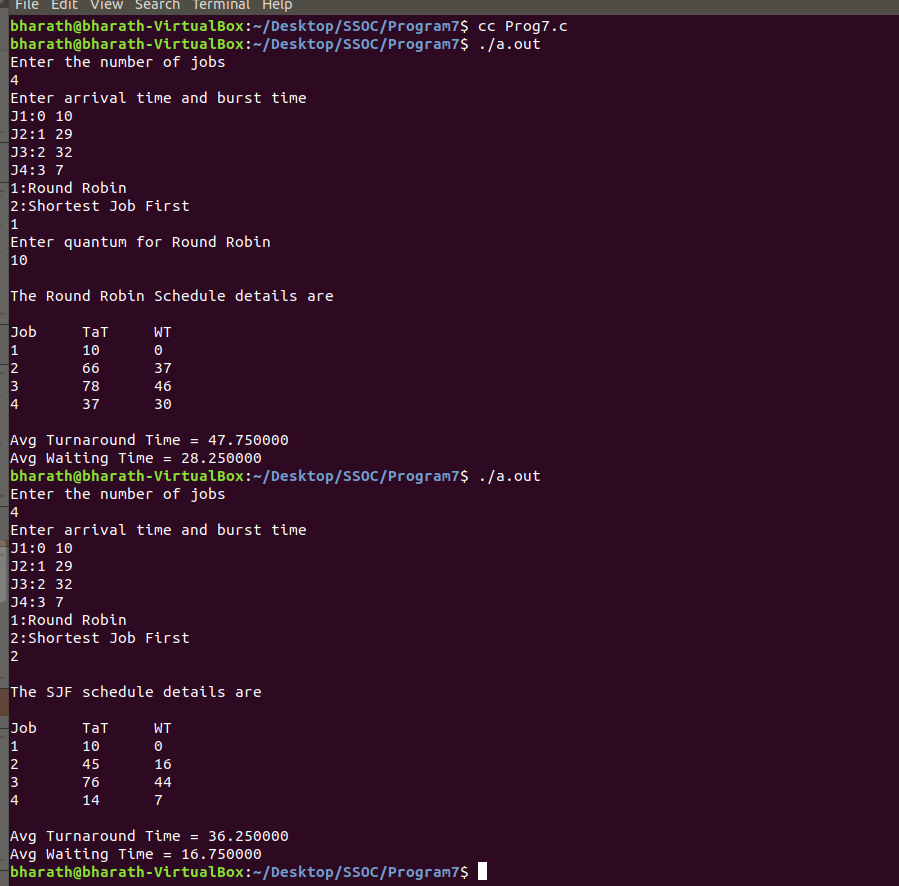 File Edit View Search Terminal Help
bharath@bharath-VirtualBox:~/Desktop/SSOC/Program7$ cc Prog7.c
bharath@bharath-VirtualBox:~/Desktop/SSOC/Program7$ ./a.out
Enter the number of jobs
4
Enter arrival time and burst time
J1:0 10
J2:1 29
J3:2 32
J4:3 7
1:Round Robin
2:Shortest Job First
1
Enter quantum for Round Robin
10
The Round Robin Schedule details are
Job TaT WT
1 10 0
2 66 37
3 78 46
4 37 30
Avg Turnaround Time = 47.750000
Avg Waiting Time = 28.250000
bharath@bharath-VirtualBox:~/Desktop/SSOC/Program7$ ./a.out
Enter the number of jobs
4
Enter arrival time and burst time
J1:0 10
J2:1 29
J3:2 32
J4:3 7
1:Round Robin
2:Shortest Job First
2
The SJF schedule details are
Job TaT WT
1 10 0
2 45 16
3 76 44
4 14 7
Avg Turnaround Time = 36.250000
Avg Waiting Time = 16.750000
bharath@bharath-VirtualBox:~/Desktop/SSOC/Program7$